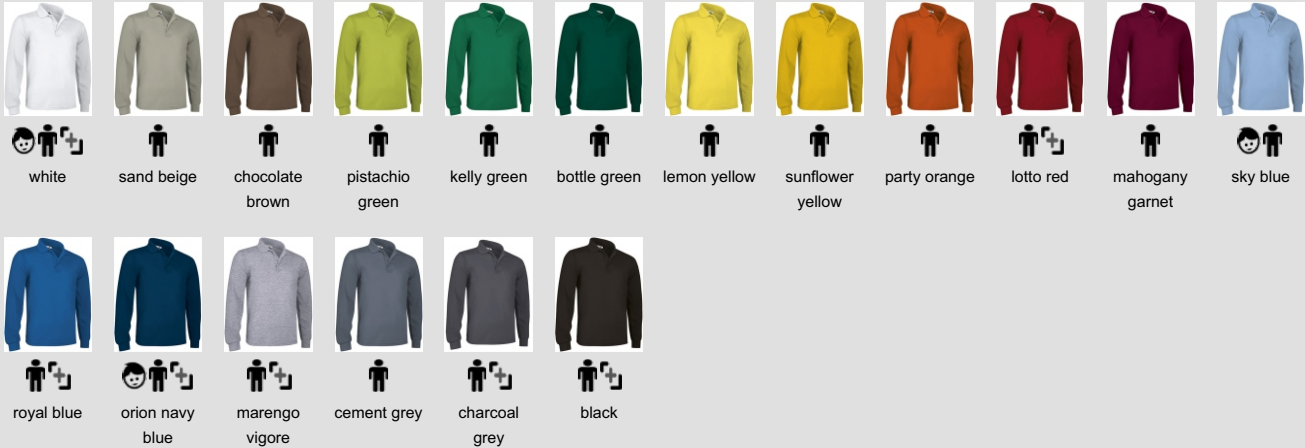 white
sand beige
chocolate
brown
pistachio
green
kelly green
bottle green
lemon yellow
sunflower
yellow
party orange
lotto red
mahogany
garnet
sky blue
royal blue
orion navy
blue
marengo
vigore
cement grey
charcoal
grey
black